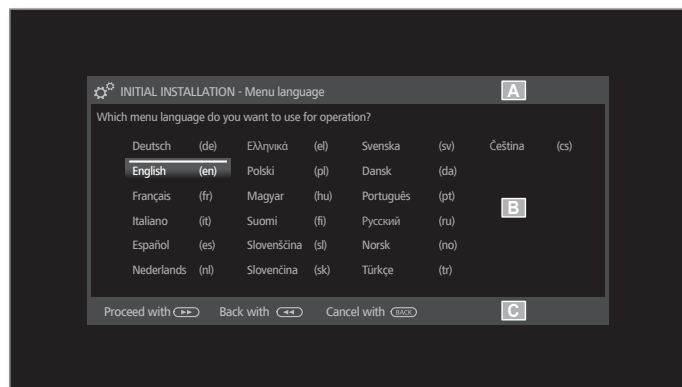 INITIAL INSTALLATION - Menu language A
Which menu language do you want to use for operation?
Deutsch (de) Ελληνικά (el) Svenska (sv) Čeština (cs)
English (en) Polski (pl) Dansk (da)
Français (fr) Magyar (hu) Português (pt)
B
Italiano (it) Suomi (fi) Русский (ru)
Español (es) Slovenščina (sl) Norsk (no)
Nederlands (nl) Slovenčina (sk) Türkçe (tr)
Proceed with Back with Cancel with BACK C